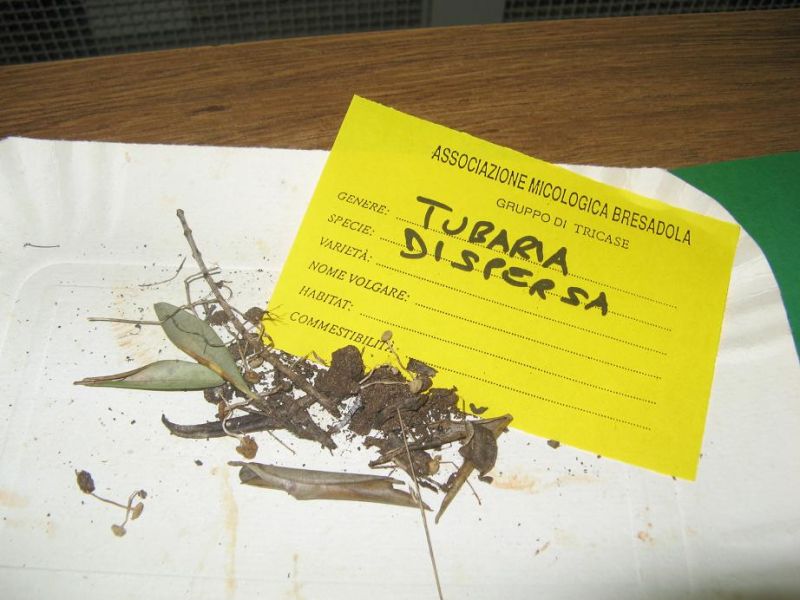 ASSOCIAZIONE MICOLOGICA BRESADOLA
GRUPPO DI TRICASE
GENERE: TUBARIA
SPECIE: DISPERSA
VARIETÀ:
NOME VOLGARE:
HABITAT:
COMMESTIBILITÀ